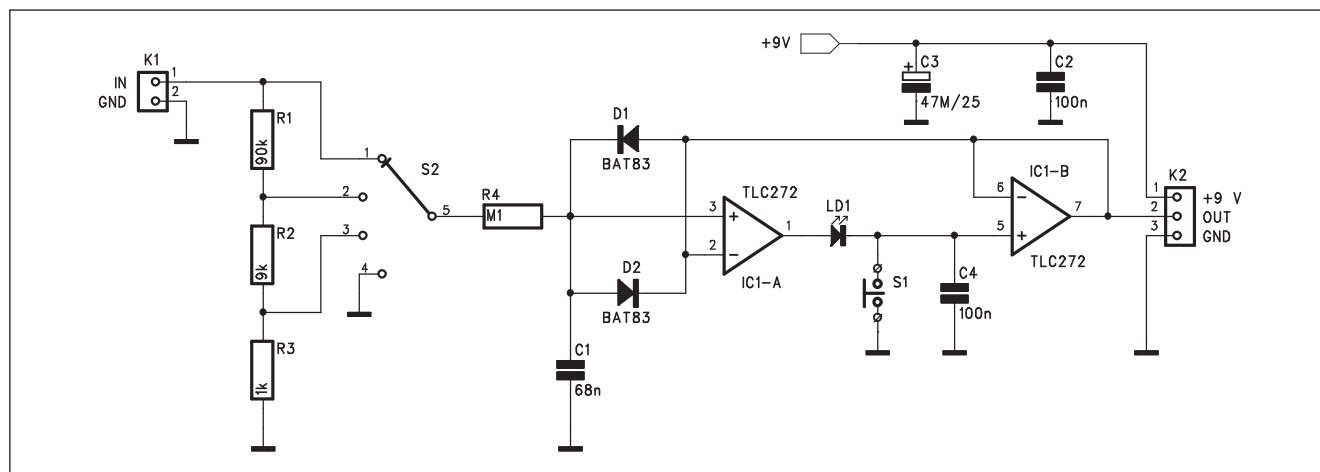 +9V
K1
IN 1
GND 2
R1
90k
C3
+
47M/25
C2
100n
D1
BAT83
S2
1
2
3
4
5
R4
M1
R2
9k
D2
BAT83
TLC272
3 +
2 −
1
IC1-A
LD1
IC1-B
6 −
5 +
7
TLC272
K2
1 +9 V
2 OUT
3 GND
S1
C4
100n
R3
1k
C1
68n